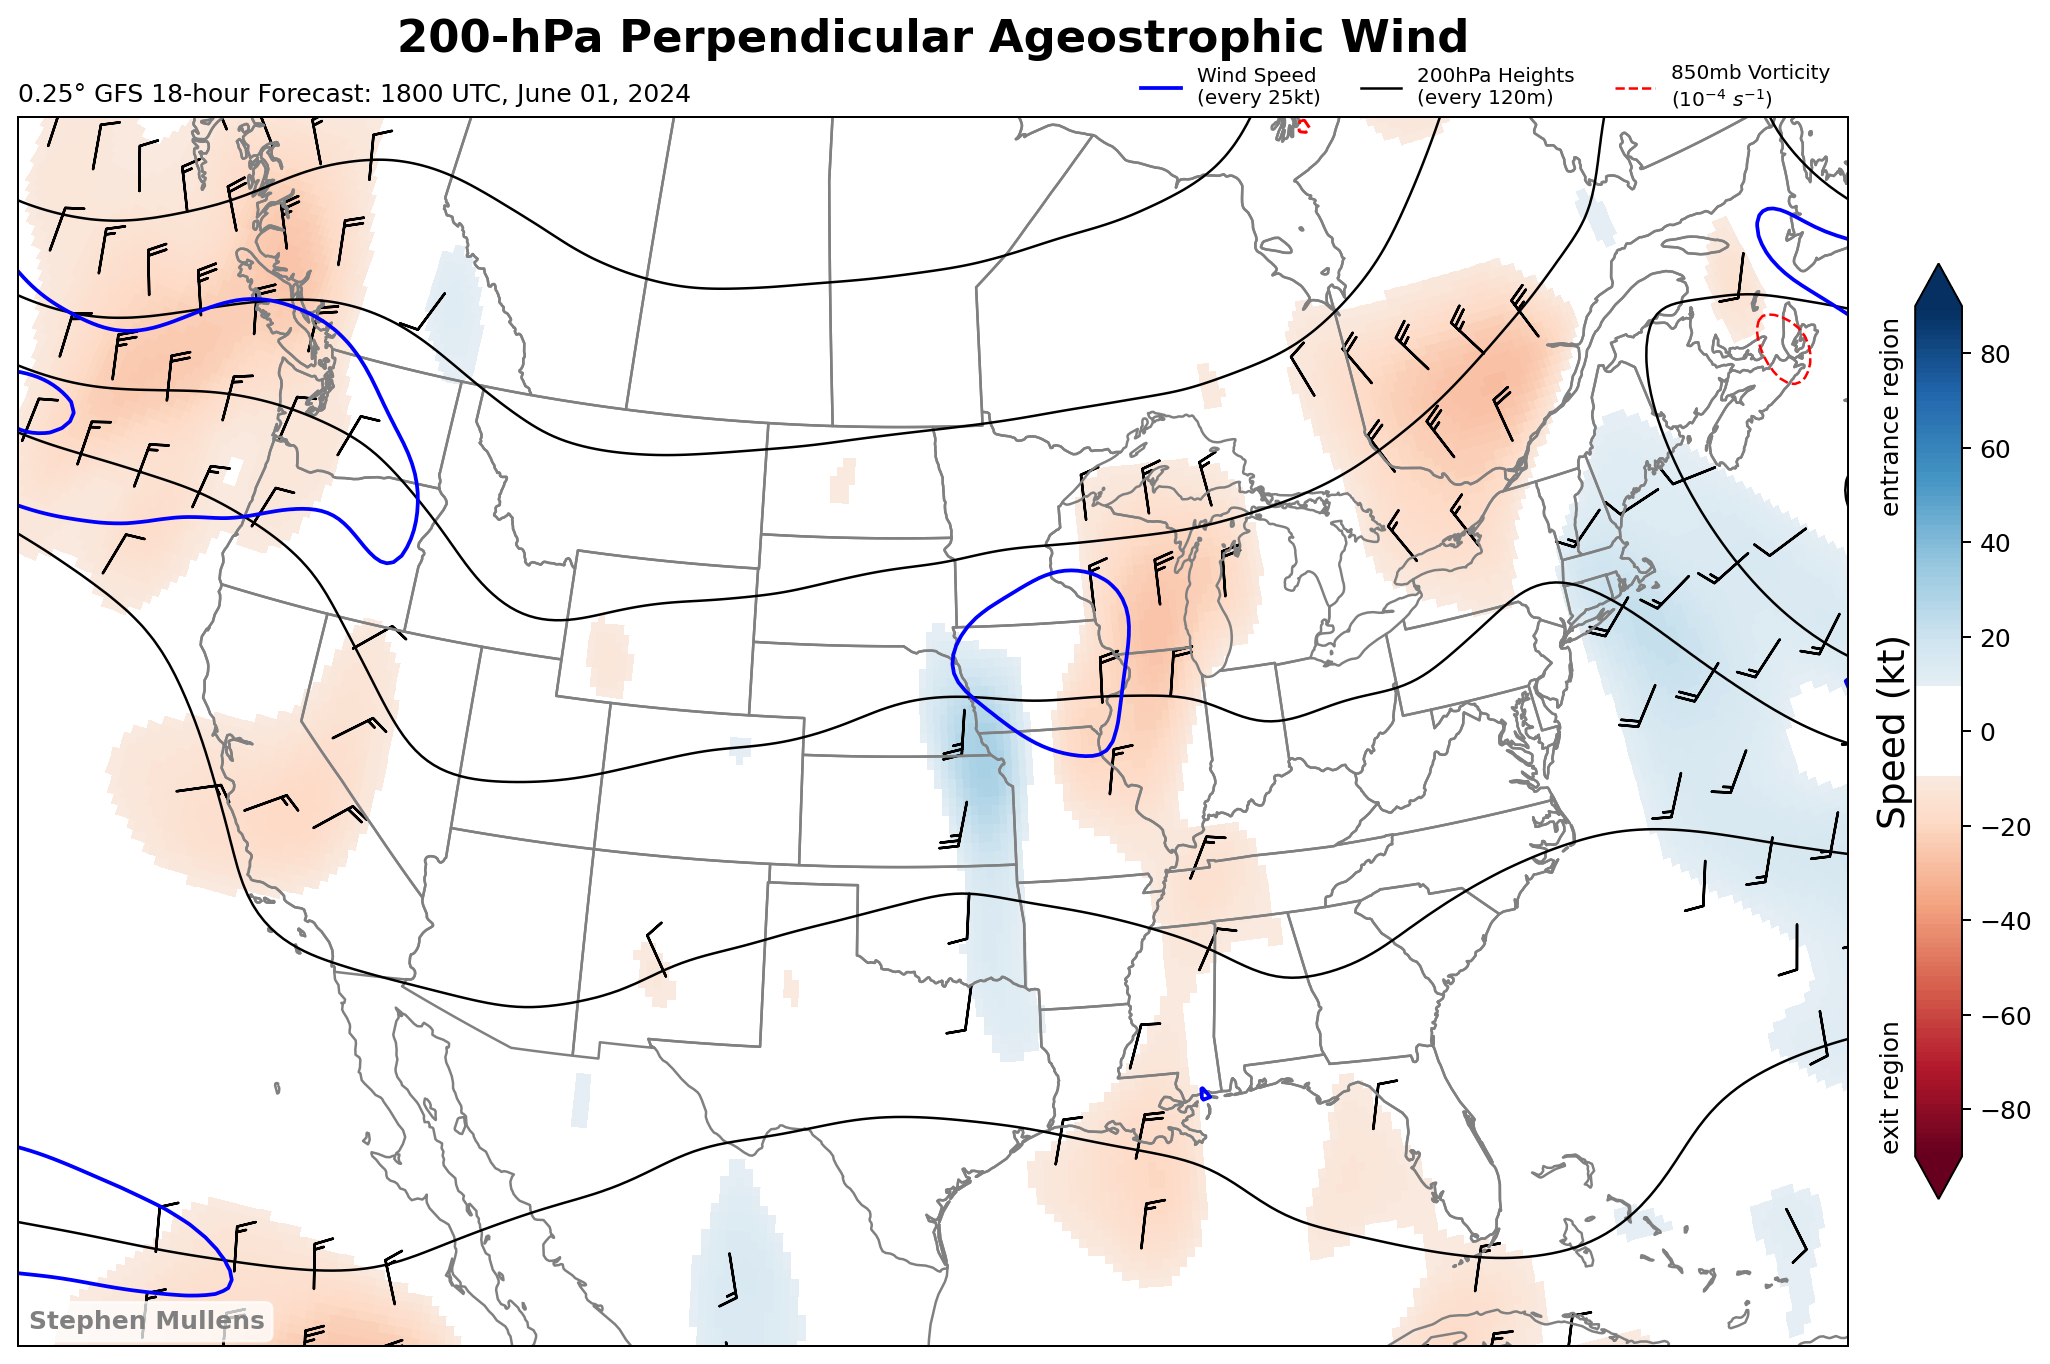 200-hPa Perpendicular Ageostrophic Wind
0.25° GFS 18-hour Forecast: 1800 UTC, June 01, 2024
Wind Speed
(every 25kt)
200hPa Heights
(every 120m)
850mb Vorticity
(10⁻⁴ s⁻¹)
entrance region
Speed (kt)
exit region
80
60
40
20
0
−20
−40
−60
−80
Stephen Mullens